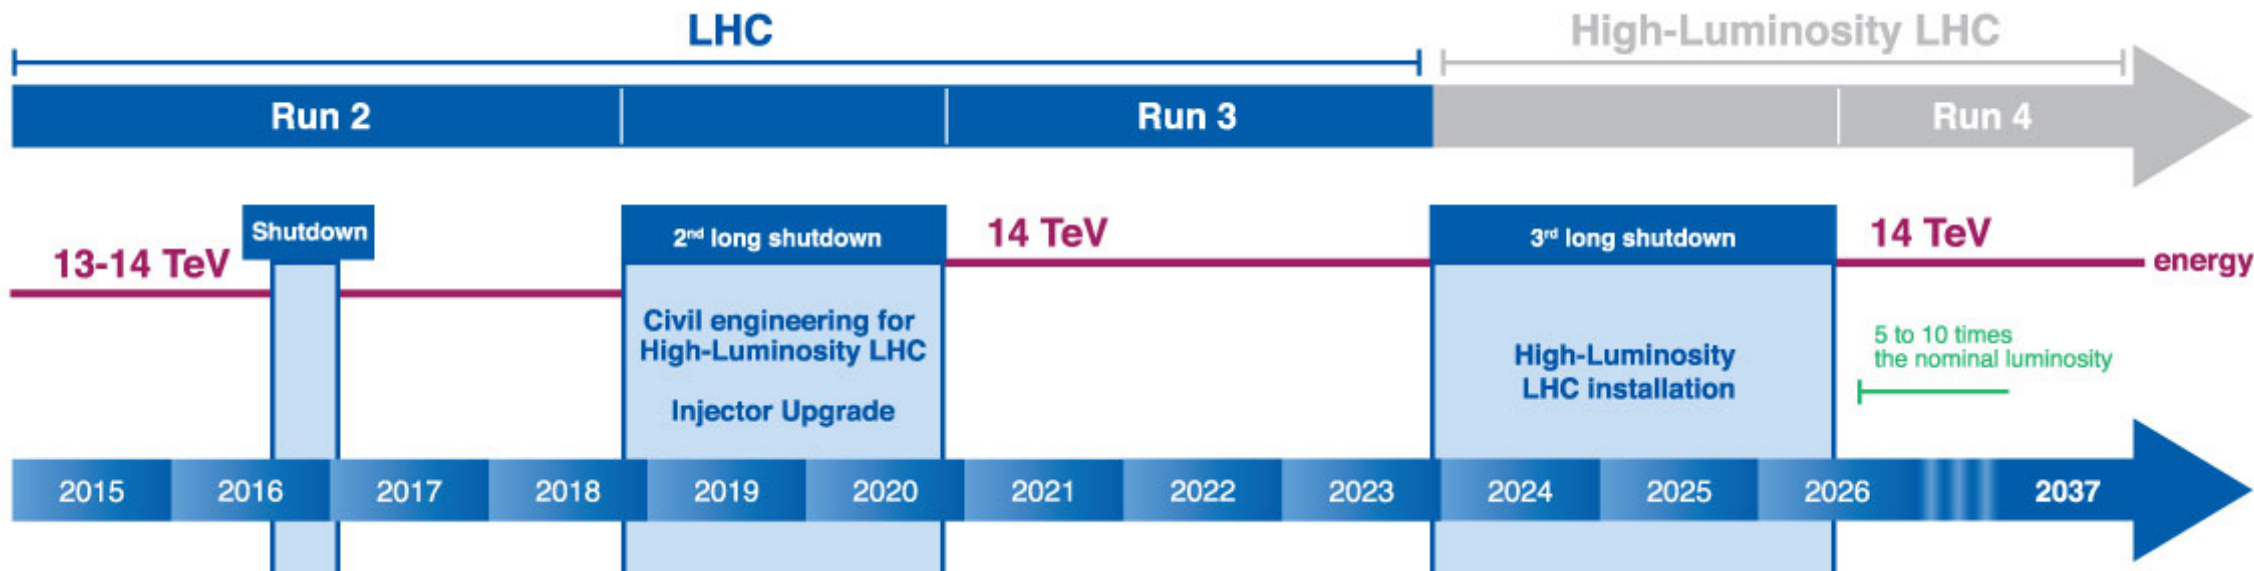 LHC
High-Luminosity LHC
Run 2
Run 3
Run 4
Shutdown
2nd long shutdown
14 TeV
3rd long shutdown
14 TeV
13-14 TeV
energy
Civil engineering for
High-Luminosity LHC
Injector Upgrade
High-Luminosity
LHC installation
5 to 10 times
the nominal luminosity
2015
2016
2017
2018
2019
2020
2021
2022
2023
2024
2025
2026
2037